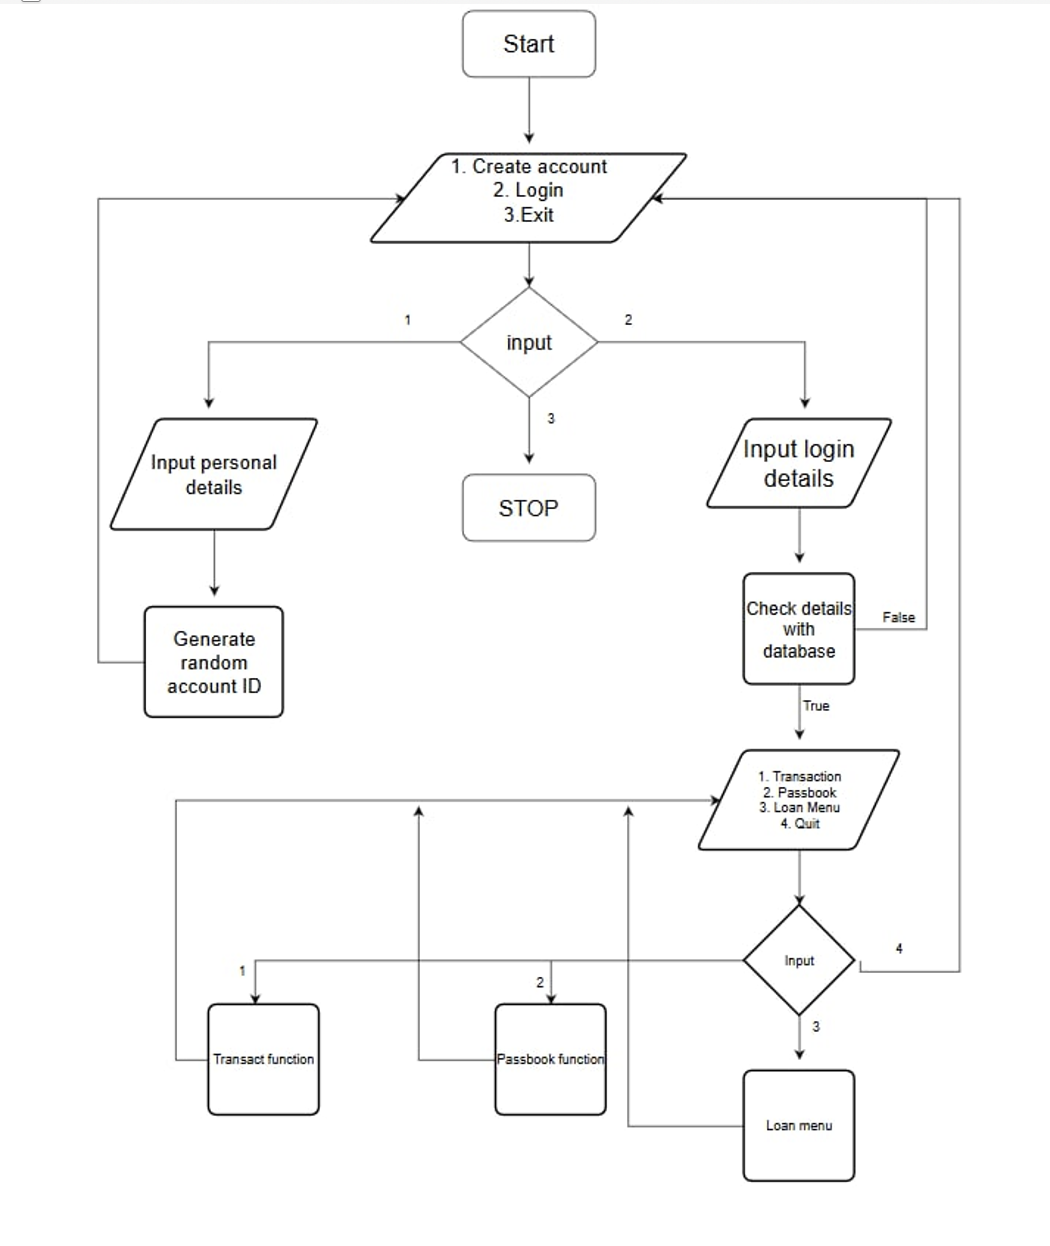 Start
1. Create account
2. Login
3.Exit
1
input
2
3
Input personal
details
STOP
Input login
details
Generate
random
account ID
Check details
with
database
False
True
1. Transaction
2. Passbook
3. Loan Menu
4. Quit
Input
4
1
2
3
Transact function
Passbook function
Loan menu